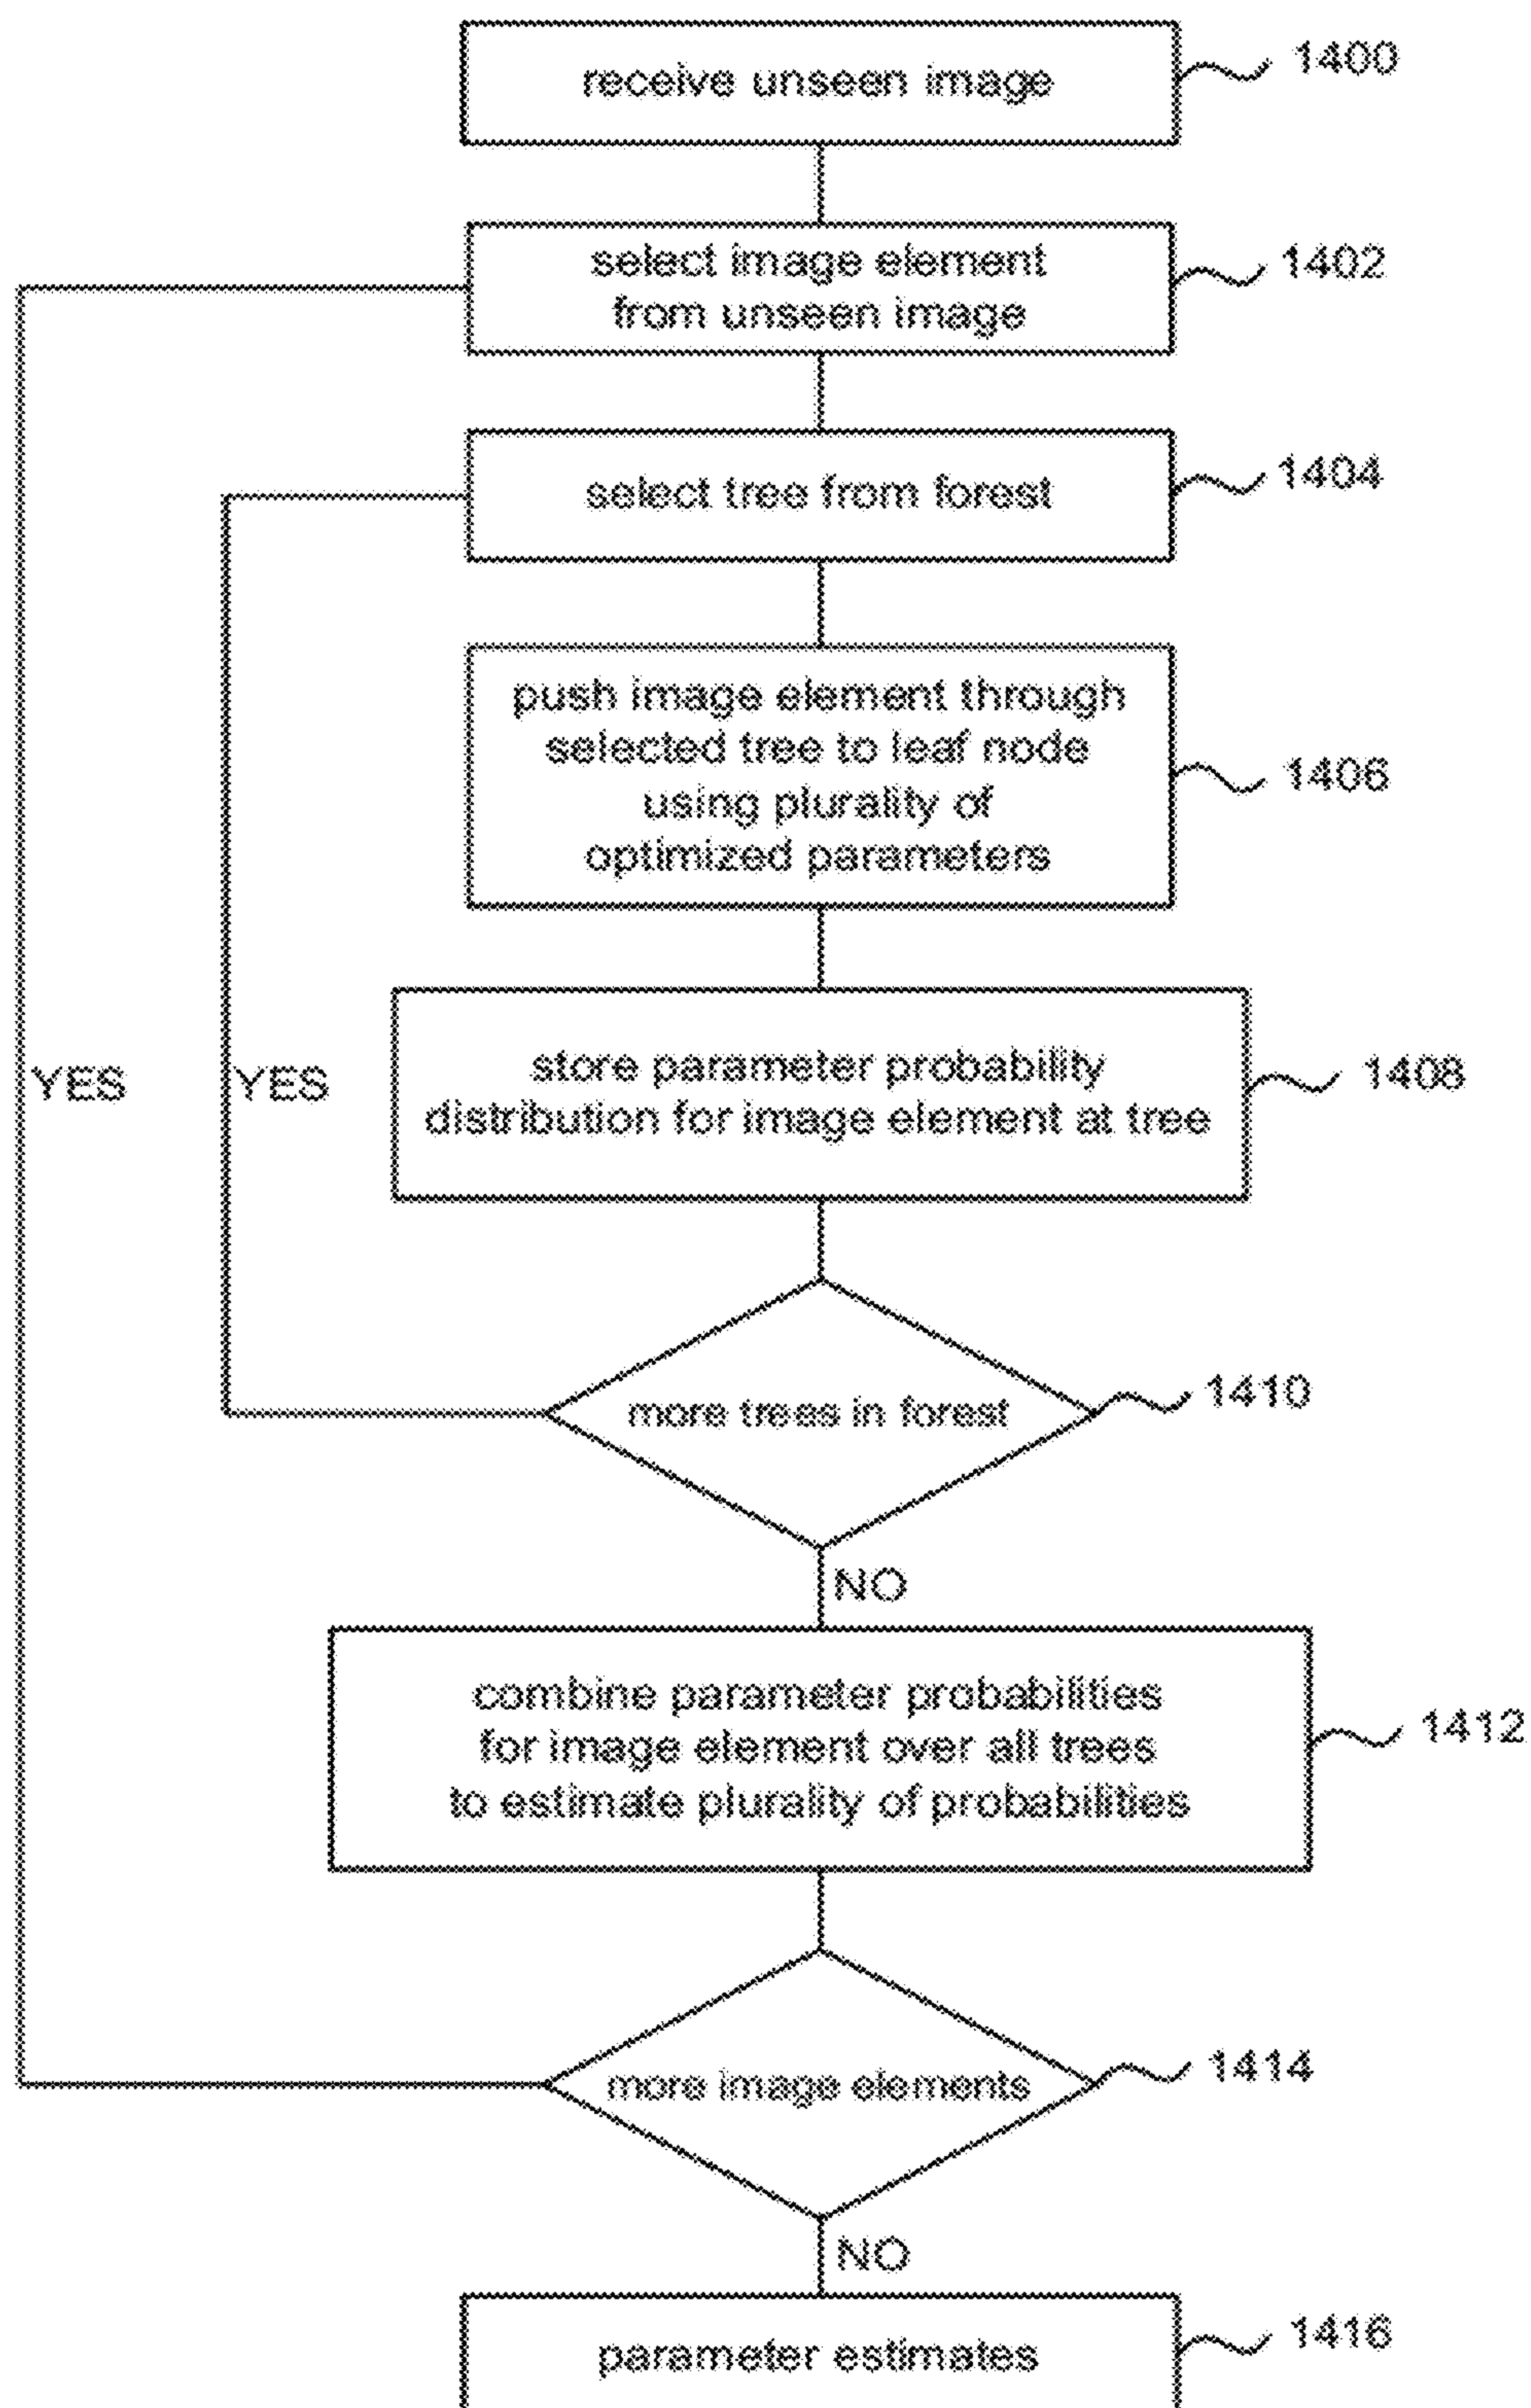 receive unseen image
1400
select image element
from unseen image
1402
select tree from forest
1404
push image element through
selected tree to leaf node
using plurality of
optimized parameters
1406
store parameter probability
distribution for image element at tree
1408
YES
YES
more trees in forest
1410
NO
combine parameter probabilities
for image element over all trees
to estimate plurality of probabilities
1412
more image elements
1414
NO
parameter estimates
1416